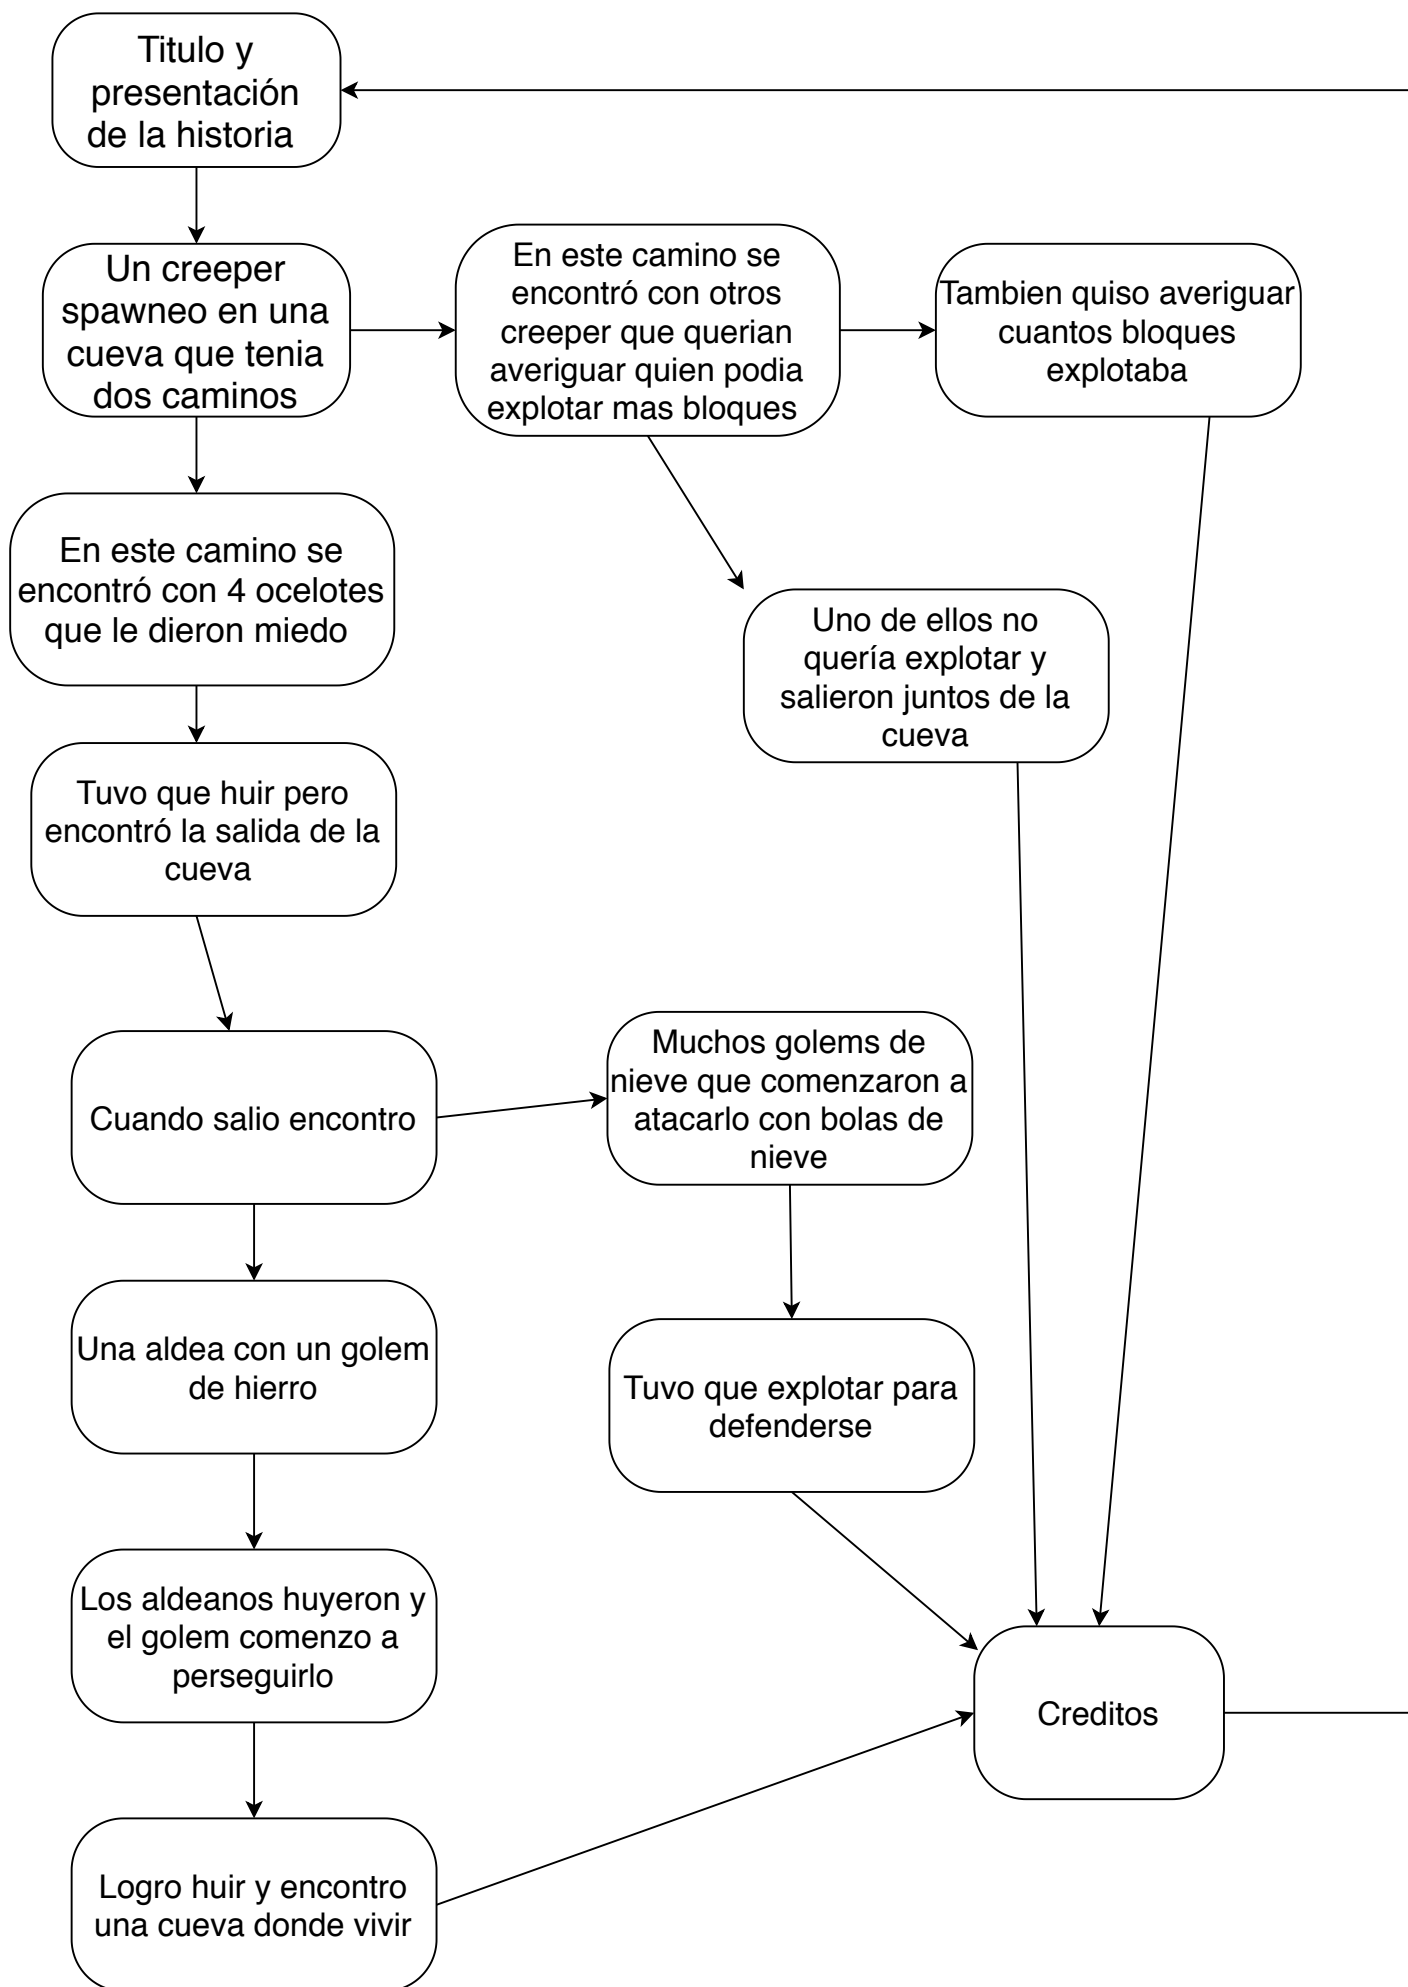 Titulo y
presentación
de la historia
Un creeper
spawneo en una
cueva que tenia
dos caminos
En este camino se
encontró con otros
creeper que querian
averiguar quien podia
explotar mas bloques
Tambien quiso averiguar
cuantos bloques
explotaba
En este camino se
encontró con 4 ocelotes
que le dieron miedo
Uno de ellos no
quería explotar y
salieron juntos de la
cueva
Tuvo que huir pero
encontró la salida de la
cueva
Cuando salio encontro
Muchos golems de
nieve que comenzaron a
atacarlo con bolas de
nieve
Una aldea con un golem
de hierro
Tuvo que explotar para
defenderse
Los aldeanos huyeron y
el golem comenzo a
perseguirlo
Creditos
Logro huir y encontro
una cueva donde vivir